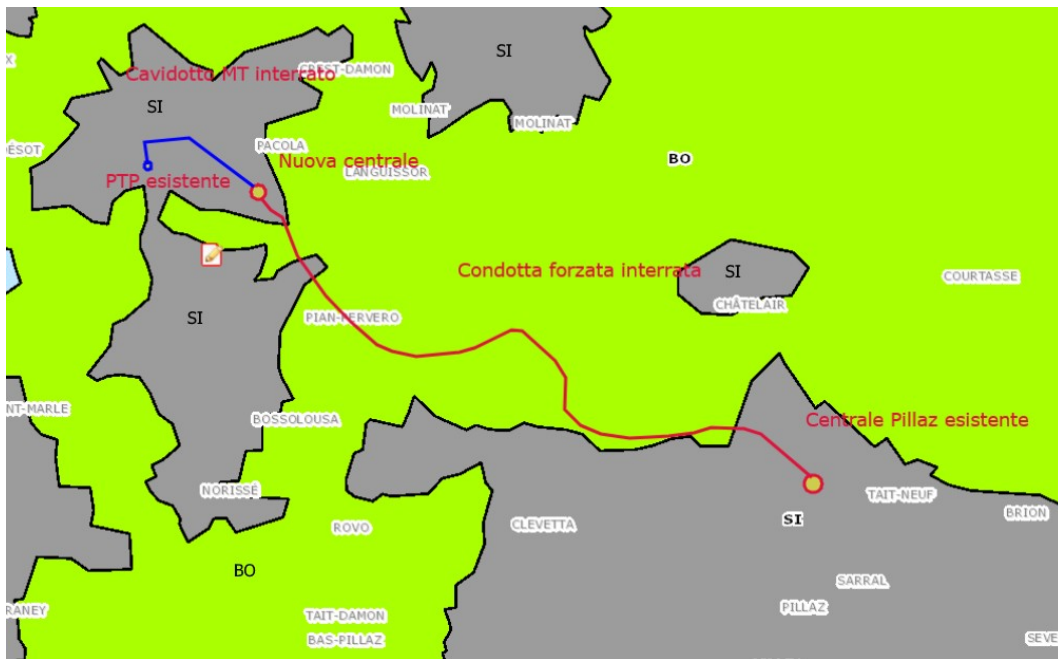 SI
X
CREST-DAMON
Cavidotto MT interrato
SI
MOLINAT
MOLINAT
ÉSOT
PACOLA
Nuova centrale
BO
LANGUISSOR
PTP esistente
Condotta forzata interrata
SI
COURTASSE
CHÂTELAIR
SI
PIAN-PERVERO
NT-MARLE
BOSSOLOUSA
Centrale Pillaz esistente
NORISSÉ
TAIT-NEUF
BRION
ROVO
CLEVETTA
SI
BO
SARRAL
RANEY
TAIT-DAMON
PILLAZ
BAS-PILLAZ
SEVE